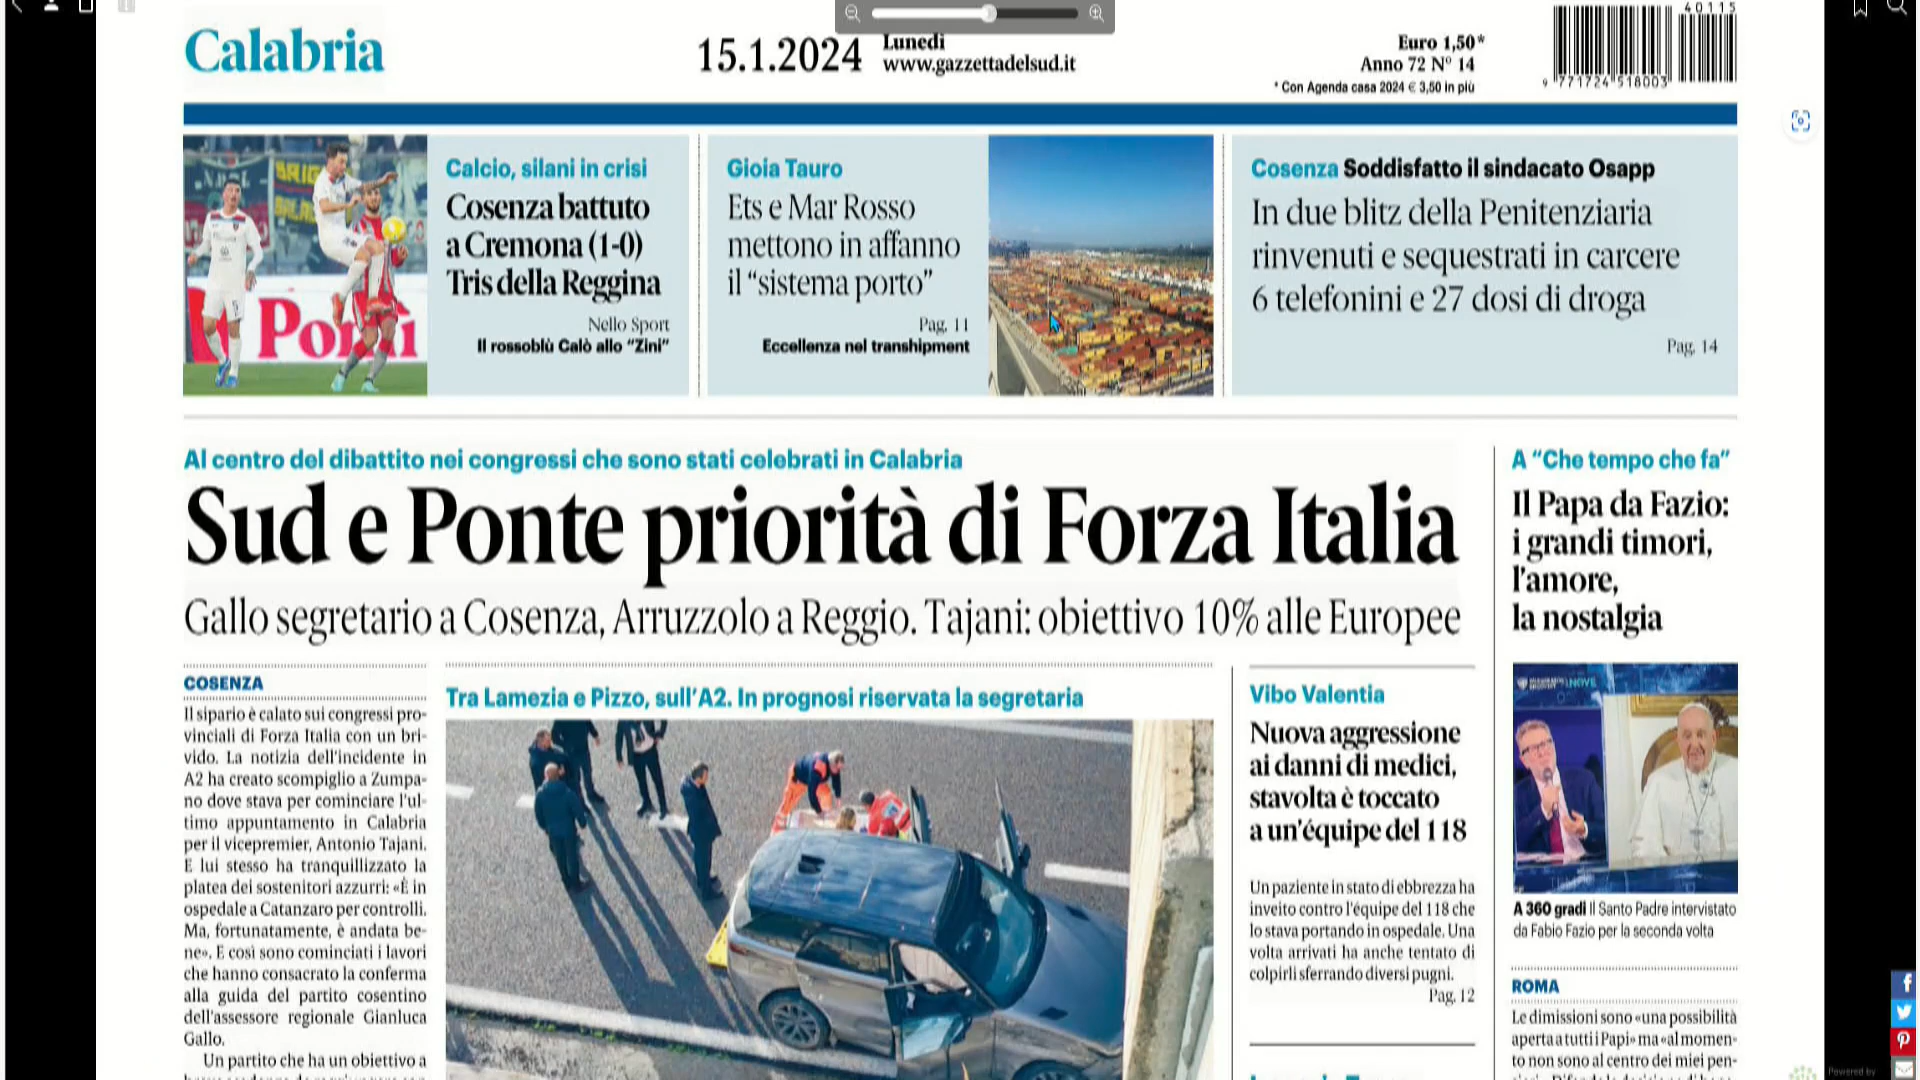 Calabria
15.1.2024
Lunedì
www.gazzettadelsud.it
Euro 1,50*
Anno 72 N° 14
* Con Agenda casa 2024 € 3,50 in più
40115
9 771724 518003
Calcio, silani in crisi
Cosenza battuto
a Cremona (1-0)
Tris della Reggina
Nello Sport
Il rossoblù Calò allo “Zini”
Gioia Tauro
Ets e Mar Rosso
mettono in affanno
il “sistema porto”
Pag. 11
Eccellenza nel transhipment
Cosenza Soddisfatto il sindacato Osapp
In due blitz della Penitenziaria
rinvenuti e sequestrati in carcere
6 telefonini e 27 dosi di droga
Pag. 14
Al centro del dibattito nei congressi che sono stati celebrati in Calabria
Sud e Ponte priorità di Forza Italia
Gallo segretario a Cosenza, Arruzzolo a Reggio. Tajani: obiettivo 10% alle Europee
COSENZA
Il sipario è calato sui congressi pro-
vinciali di Forza Italia con un bri-
vido. La notizia dell’incidente in
A2 ha creato scompiglio a Zumpa-
no dove stava per cominciare l’ul-
timo appuntamento in Calabria
per il vicepremier, Antonio Tajani.
E lui stesso ha tranquillizzato la
platea dei sostenitori azzurri: «È in
ospedale a Catanzaro per controlli.
Ma, fortunatamente, è andata be-
ne». E così sono cominciati i lavori
che hanno consacrato la conferma
alla guida del partito cosentino
dell’assessore regionale Gianluca
Gallo.
Un partito che ha un obiettivo a
Tra Lamezia e Pizzo, sull’A2. In prognosi riservata la segretaria
Vibo Valentia
Nuova aggressione
ai danni di medici,
stavolta è toccato
a un’équipe del 118
Un paziente in stato di ebbrezza ha
inveito contro l’équipe del 118 che
lo stava portando in ospedale. Una
volta arrivati ha anche tentato di
colpirli sferrando diversi pugni.
Pag. 12
A “Che tempo che fa”
Il Papa da Fazio:
i grandi timori,
l’amore,
la nostalgia
NOVE
A 360 gradi Il Santo Padre intervistato
da Fabio Fazio per la seconda volta
ROMA
Le dimissioni sono «una possibilità
aperta a tutti i Papi» ma «al momen-
to non sono al centro dei miei pen-
Powered by